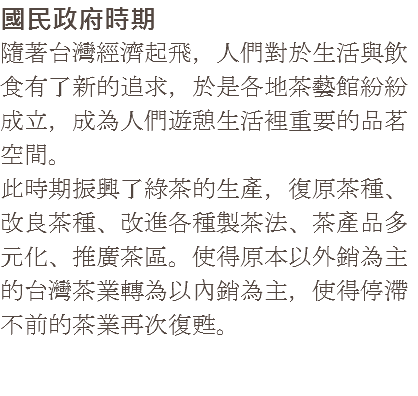 國民政府時期
隨著台灣經濟起飛，人們對於生活與飲
食有了新的追求，於是各地茶藝館紛紛
成立，成為人們遊憩生活裡重要的品茗
空間。
此時期振興了綠茶的生產，復原茶種、
改良茶種、改進各種製茶法、茶產品多
元化、推廣茶區。使得原本以外銷為主
的台灣茶業轉為以內銷為主，使得停滯
不前的茶業再次復甦。